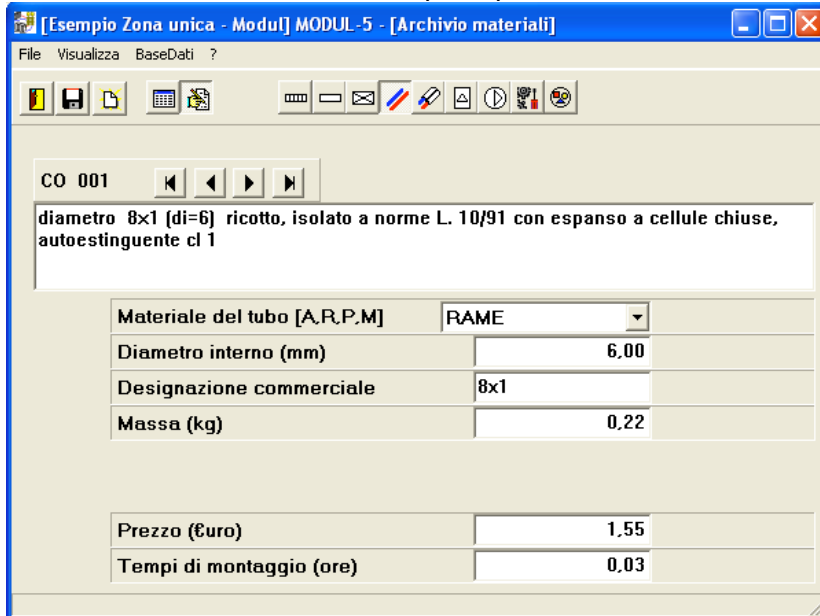 [Esempio Zona unica - Modul] MODUL-5 - [Archivio materiali]
File Visualizza BaseDati ?
CO 001
diametro 8x1 (di=6) ricotto, isolato a norme L. 10/91 con espanso a cellule chiuse,
autoestinguente cl 1
Materiale del tubo [A,R,P,M] RAME
Diametro interno (mm) 6,00
Designazione commerciale 8x1
Massa (kg) 0,22
Prezzo (€uro) 1,55
Tempi di montaggio (ore) 0,03